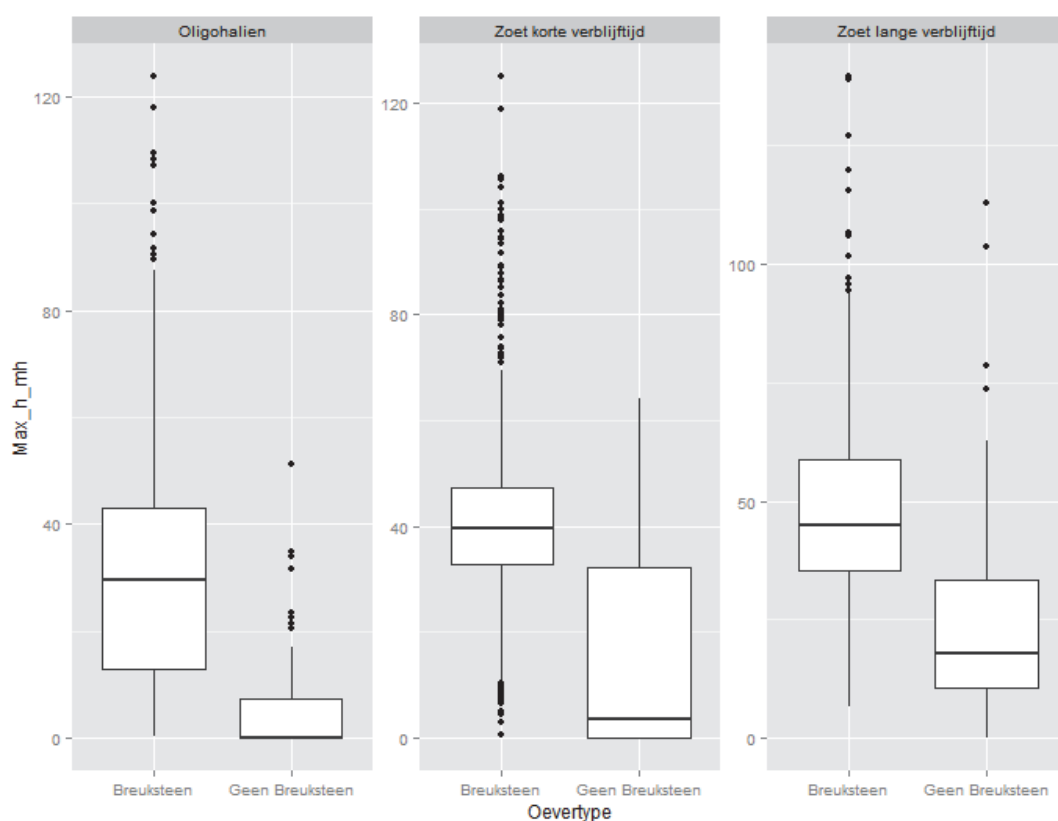 Oligohalien
Zoet korte verblijftijd
Zoet lange verblijftijd
Max_h_mh
120
80
40
0
120
80
40
0
100
50
0
Breuksteen
Geen Breuksteen
Breuksteen
Geen Breuksteen
Breuksteen
Geen Breuksteen
Oevertype